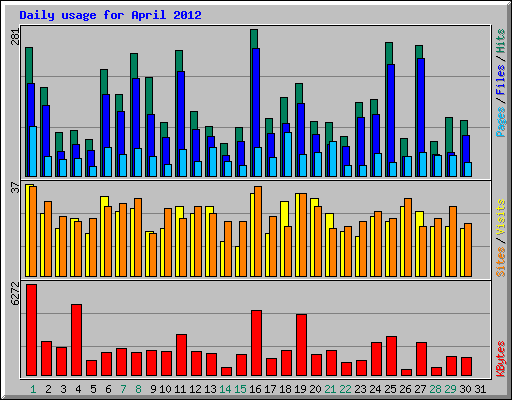 Daily usage for April 2012
281
Pages / Files / Hits
37
Sites / Visits
6272
KBytes
1 2 3 4 5 6 7 8 9 10 11 12 13 14 15 16 17 18 19 20 21 22 23 24 25 26 27 28 29 30 31